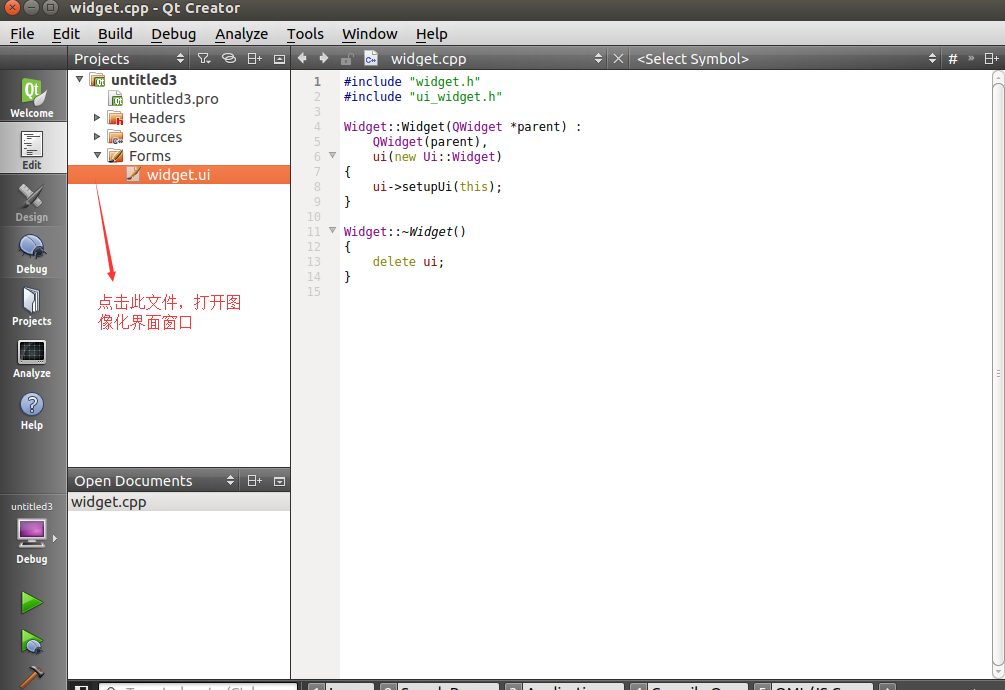 widget.cpp - Qt Creator
File Edit Build Debug Analyze Tools Window Help
Projects
widget.cpp
<Select Symbol>
#
Qt
Welcome
Edit
Design
Debug
Projects
Analyze
Help
untitled3
Debug
untitled3
untitled3.pro
Headers
Sources
Forms
widget.ui
点击此文件，打开图
像化界面窗口
Open Documents
widget.cpp
1 #include "widget.h"
2 #include "ui_widget.h"
3
4 Widget::Widget(QWidget *parent) :
5 QWidget(parent),
6 ui(new Ui::Widget)
7 {
8 ui->setupUi(this);
9 }
10
11 Widget::~Widget()
12 {
13 delete ui;
14 }
15